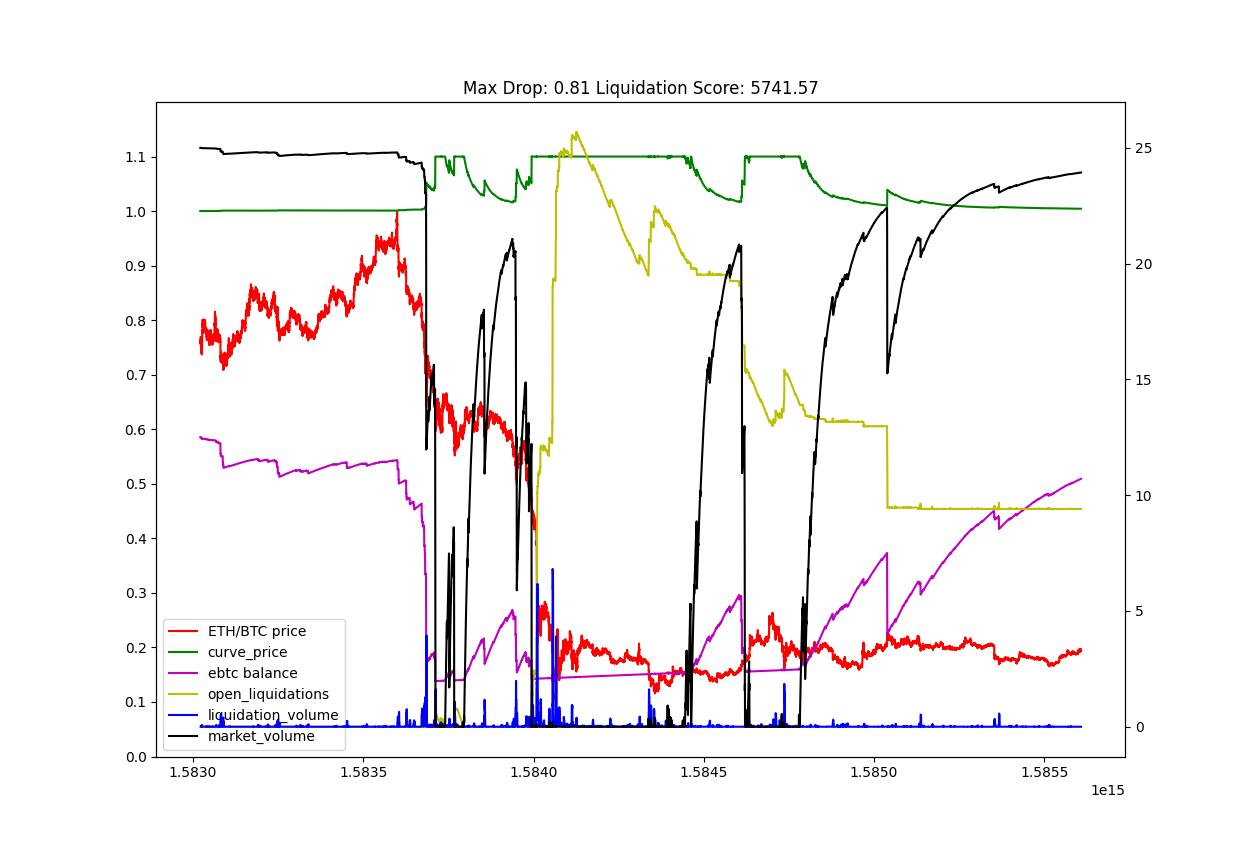 Max Drop: 0.81 Liquidation Score: 5741.57
1.1
1.0
0.9
0.8
0.7
0.6
0.5
0.4
0.3
0.2
0.1
0.0
25
20
15
10
5
0
ETH/BTC price
curve_price
ebtc balance
open_liquidations
liquidation_volume
market_volume
1.5830 1.5835 1.5840 1.5845 1.5850 1.5855
1e15